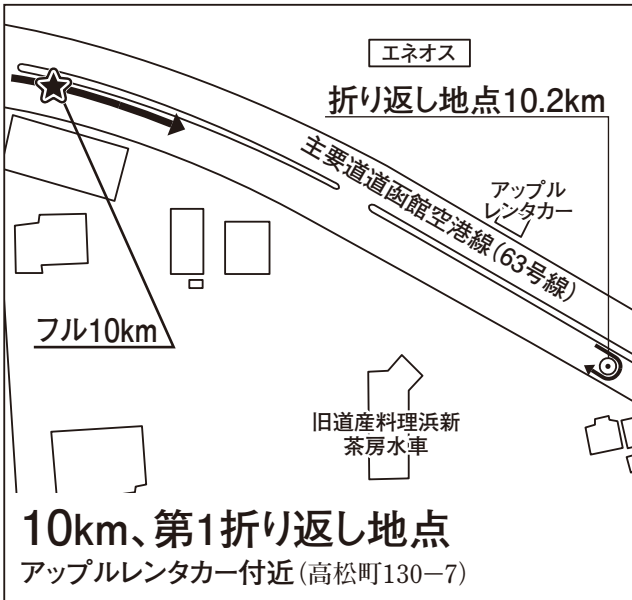 エネオス
折り返し地点10.2km
主要道道函館空港線(63号線)
アップル
レンタカー
フル10km
旧道産料理浜新
茶房水車
10km、第1折り返し地点
アップルレンタカー付近(高松町130−7)